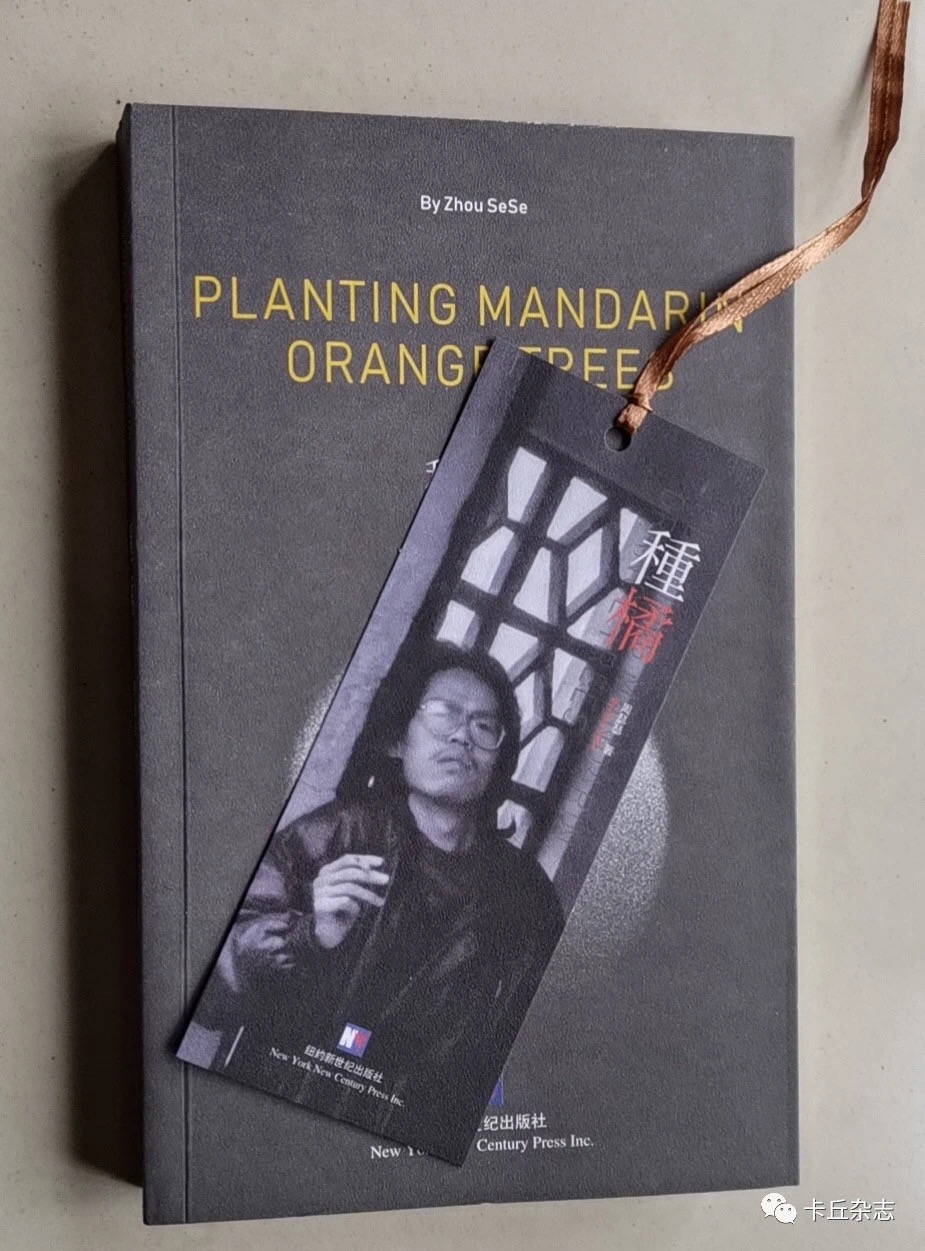 By Zhou SeSe
PLANTING MANDARIN
ORANGE TREES
種
橘
纽约新世纪出版社
New York New Century Press Inc.
纪出版社
New Century Press Inc.
卡丘杂志